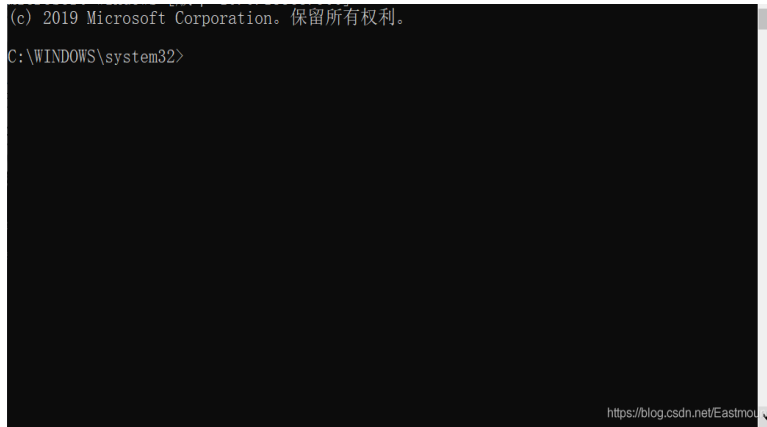 (c) 2019 Microsoft Corporation。保留所有权利。
C:\WINDOWS\system32>
https://blog.csdn.net/Eastmou